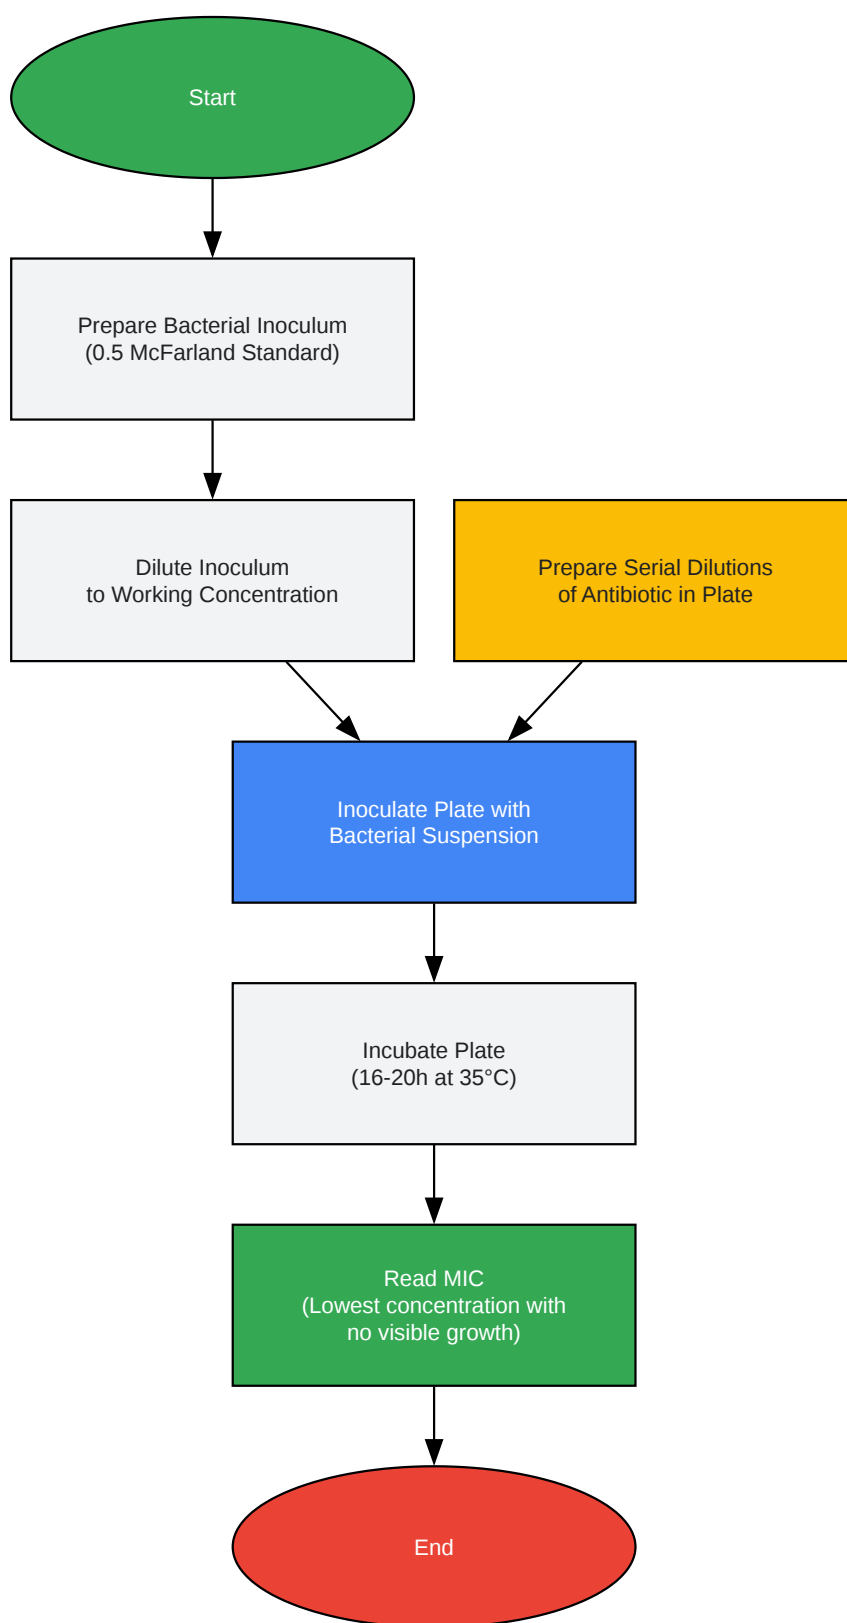 Start
Prepare Bacterial Inoculum
(0.5 McFarland Standard)
Dilute Inoculum
to Working Concentration
Prepare Serial Dilutions
of Antibiotic in Plate
Inoculate Plate with
Bacterial Suspension
Incubate Plate
(16-20h at 35°C)
Read MIC
(Lowest concentration with
no visible growth)
End